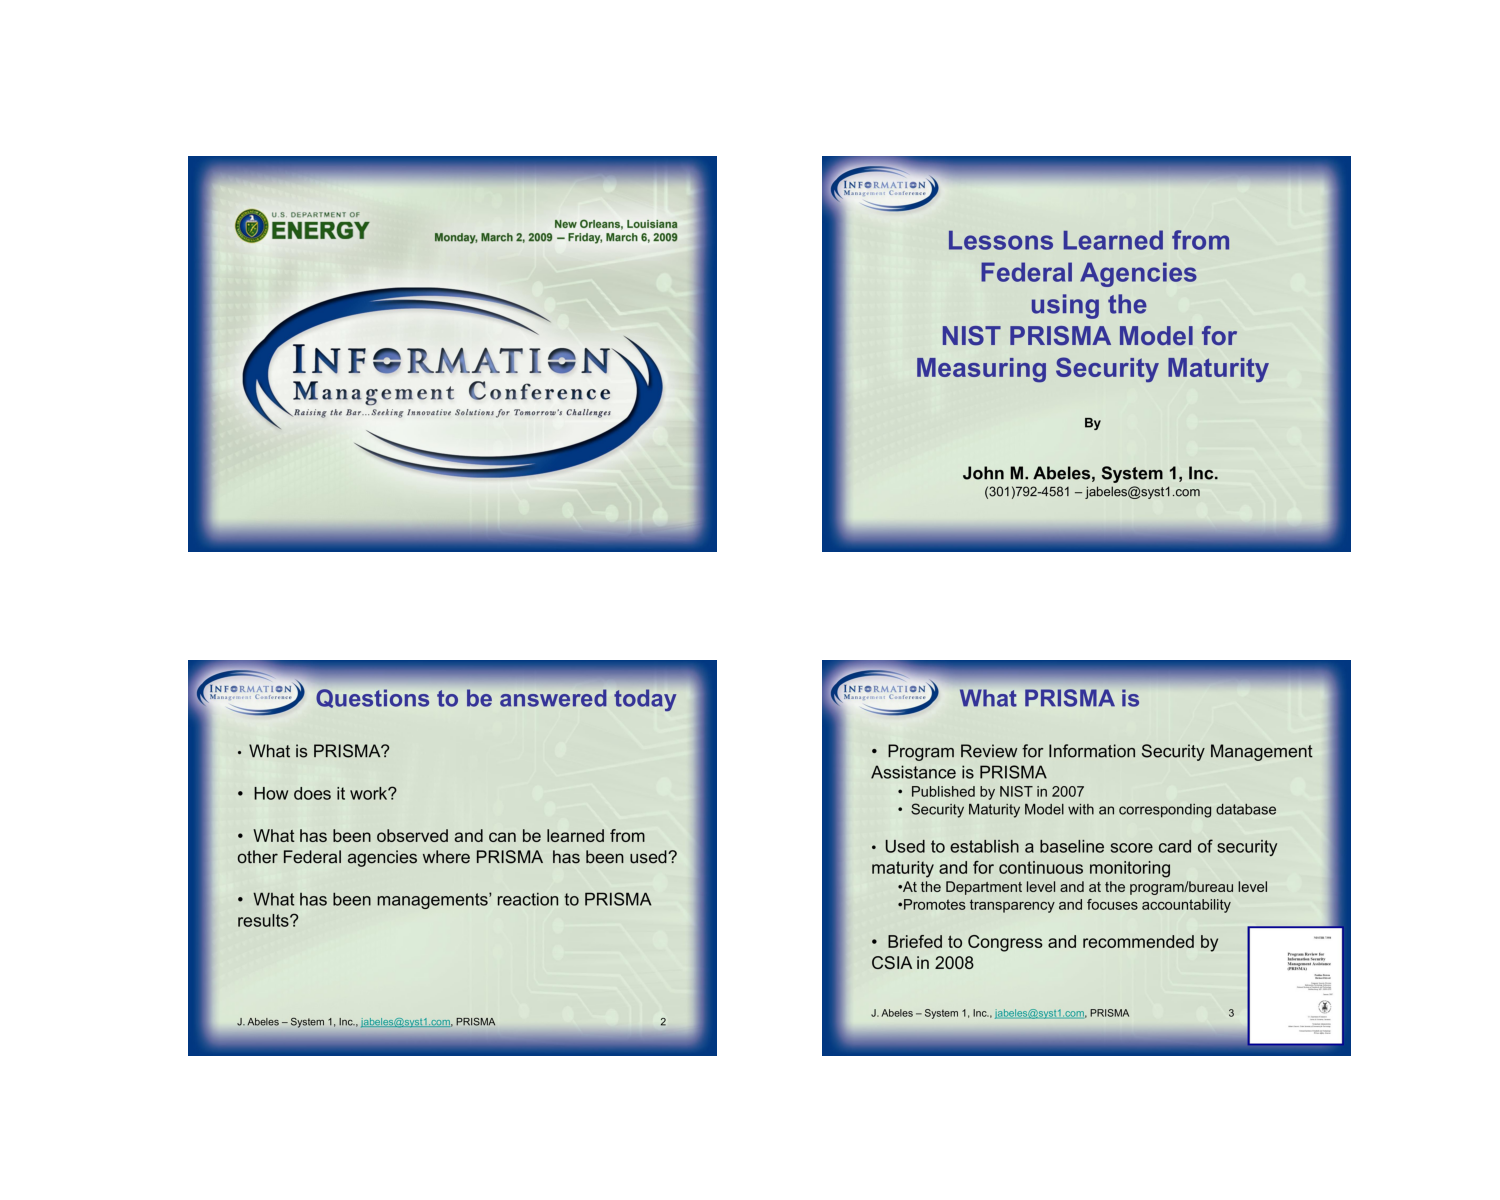 U.S. DEPARTMENT OF
ENERGY
New Orleans, Louisiana
Monday, March 2, 2009 – Friday, March 6, 2009
INFORMATION
Management Conference
Raising the Bar...Seeking Innovative Solutions for Tomorrow's Challenges
INFORMATION
Management Conference
Lessons Learned from
Federal Agencies
using the
NIST PRISMA Model for
Measuring Security Maturity
By
John M. Abeles, System 1, Inc.
(301)792-4581 – jabeles@syst1.com
INFORMATION
Management Conference
Questions to be answered today
• What is PRISMA?
• How does it work?
• What has been observed and can be learned from
other Federal agencies where PRISMA has been used?
• What has been managements' reaction to PRISMA
results?
J. Abeles – System 1, Inc., jabeles@syst1.com, PRISMA 2
INFORMATION
Management Conference
What PRISMA is
• Program Review for Information Security Management
Assistance is PRISMA
• Published by NIST in 2007
• Security Maturity Model with an corresponding database
• Used to establish a baseline score card of security
maturity and for continuous monitoring
•At the Department level and at the program/bureau level
•Promotes transparency and focuses accountability
• Briefed to Congress and recommended by
CSIA in 2008
Program Review for
Information Security
Management Assistance
(PRISMA)
J. Abeles – System 1, Inc., jabeles@syst1.com, PRISMA 3